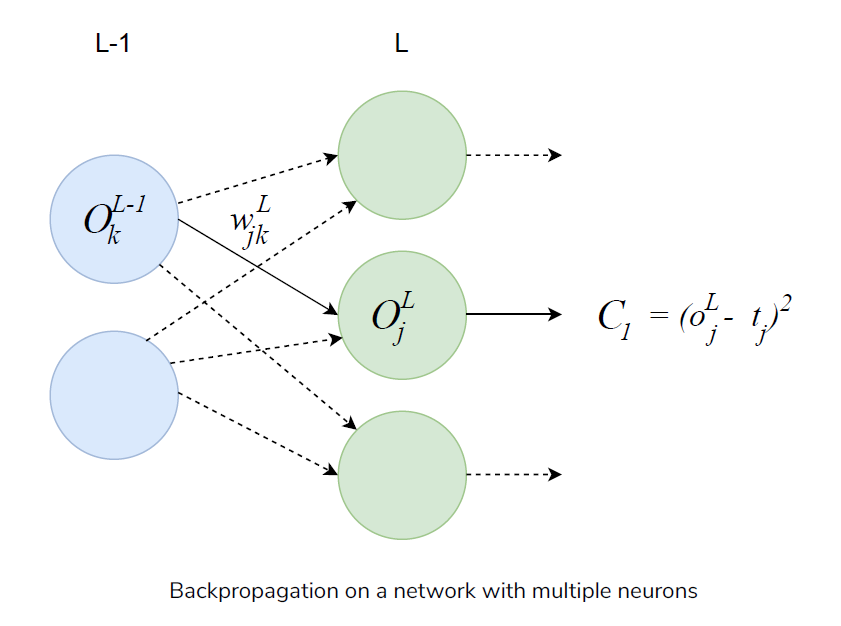 L-1
L
O_k^{L-1}
w_{jk}^L
O_j^L
C_1 = (o_j^L - t_j)^2
Backpropagation on a network with multiple neurons